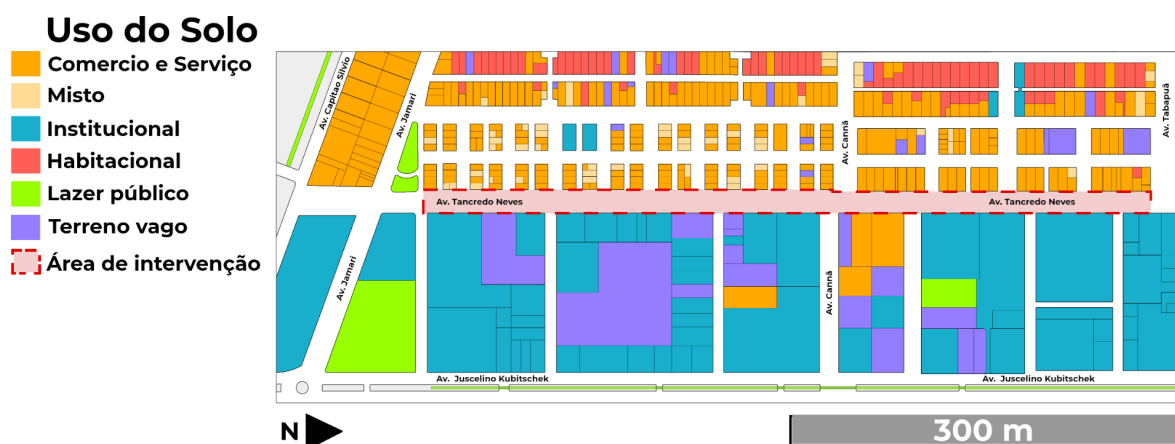 Uso do Solo
Comercio e Serviço
Misto
Institucional
Habitacional
Lazer público
Terreno vago
Área de intervenção
Av. Capitao Silvio
Av. Jamari
Av. Cannã
Av. Tabapuã
Av. Tancredo Neves
Av. Tancredo Neves
Av. Jamari
Av. Cannã
Av. Juscelino Kubitschek
Av. Juscelino Kubitschek
N
300 m